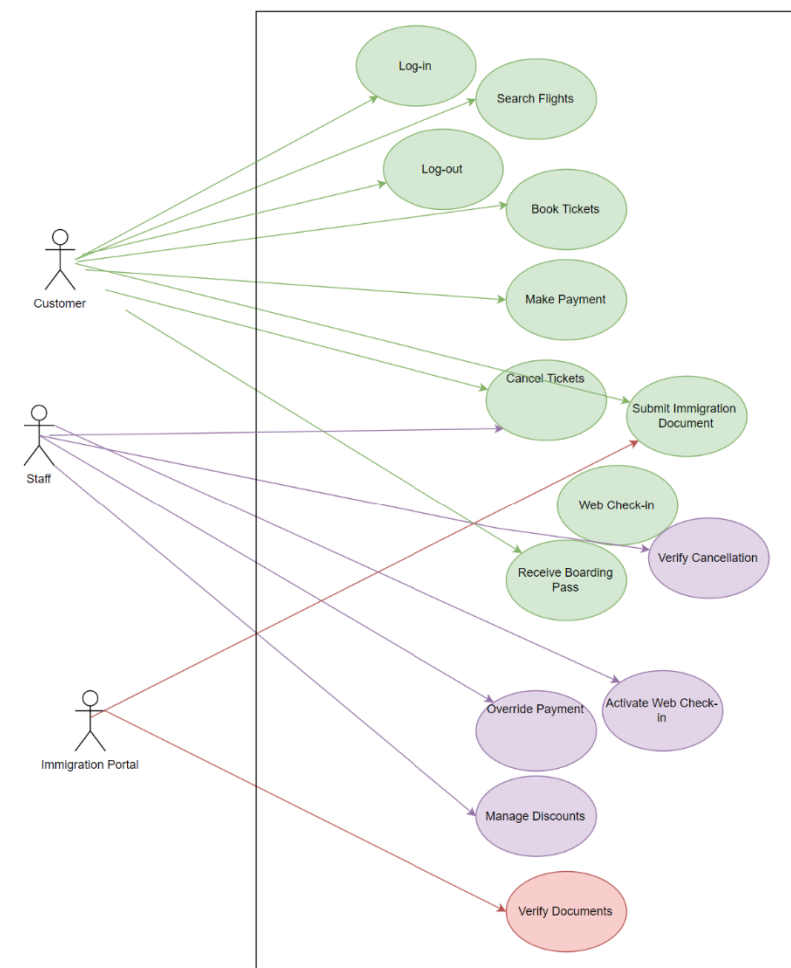 Log-in
Search Flights
Log-out
Book Tickets
Customer
Make Payment
Cancel Tickets
Submit Immigration
Document
Staff
Web Check-in
Verify Cancellation
Receive Boarding
Pass
Override Payment
Activate Web Check-
in
Immigration Portal
Manage Discounts
Verify Documents